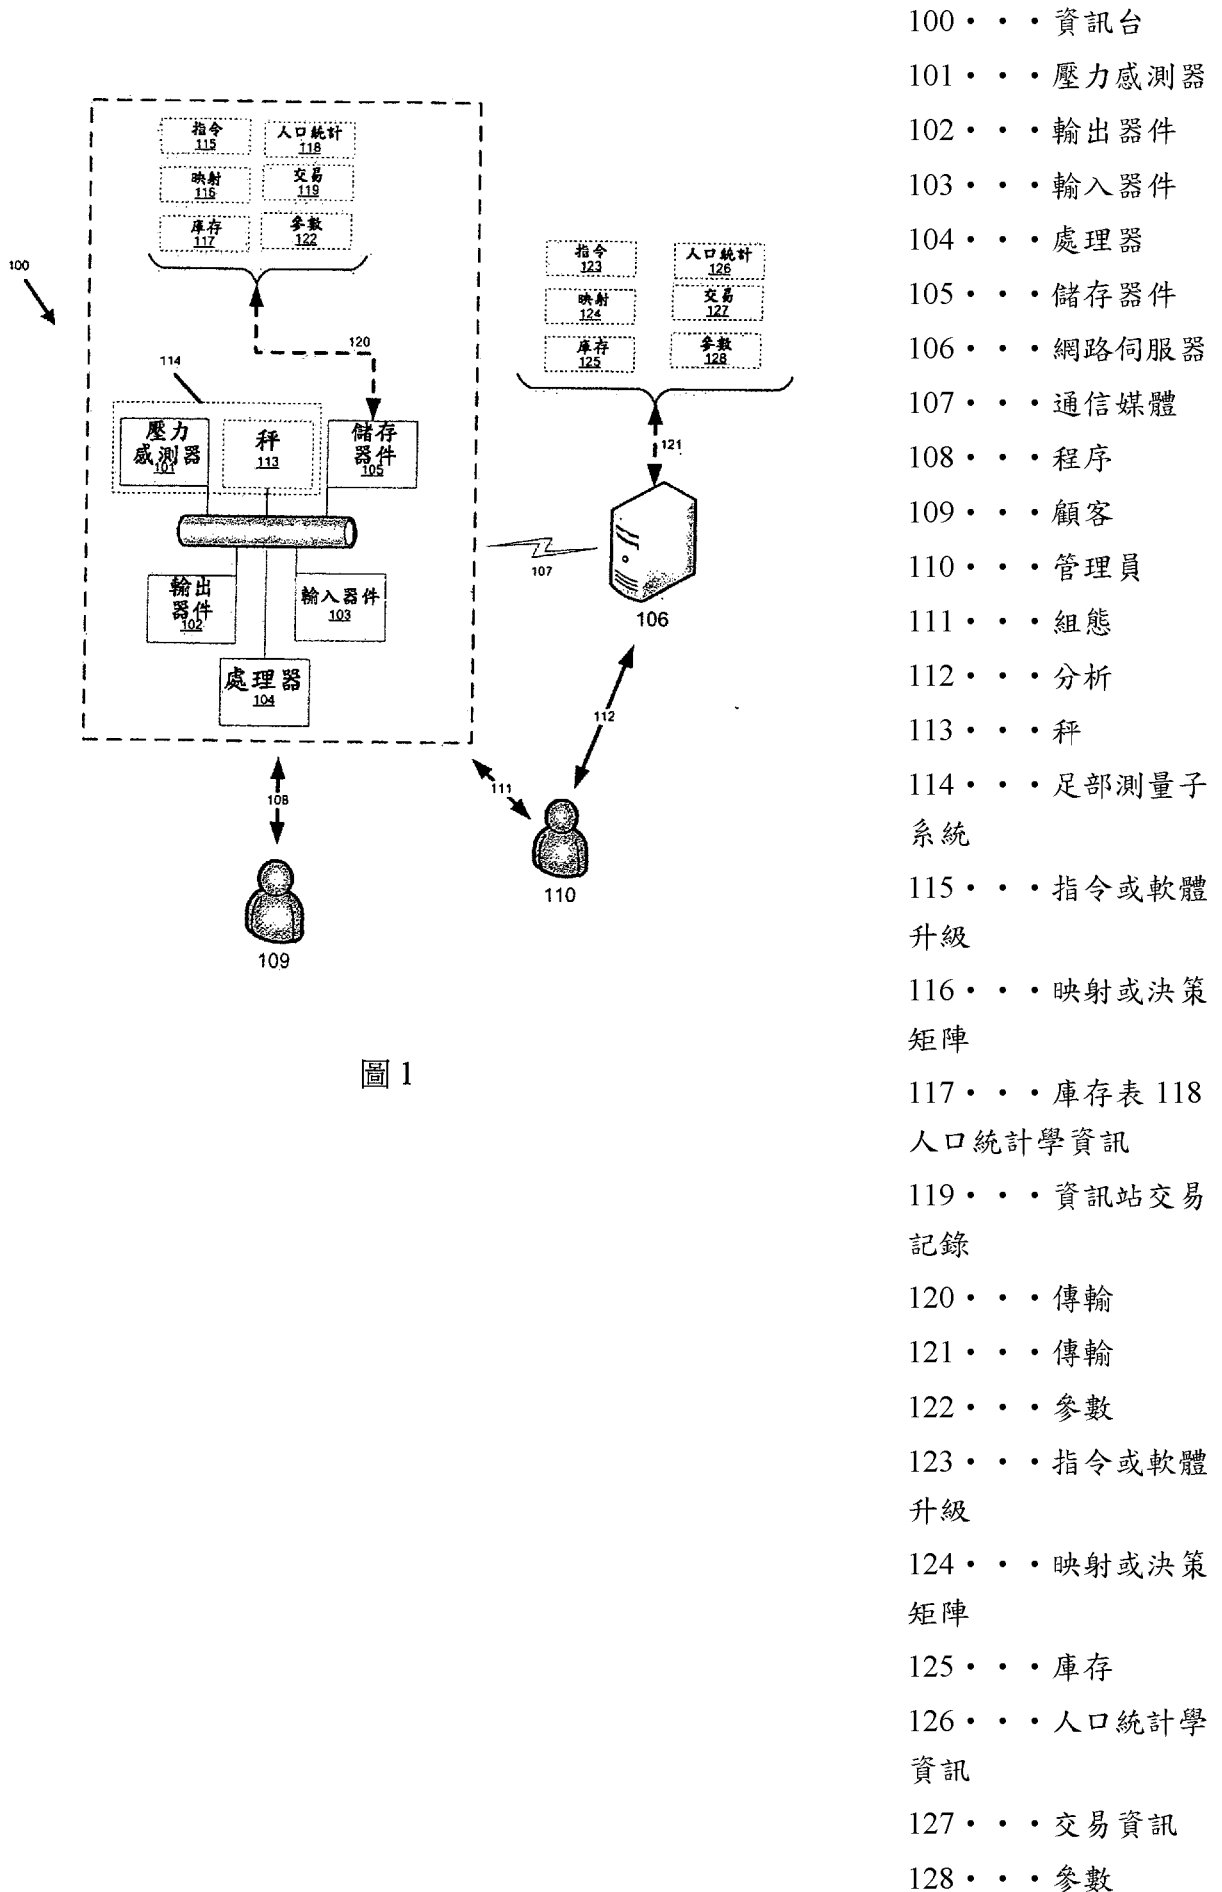 100
指令
115
人口統計
118
映射
116
交易
119
庫存
117
參數
122
120
114
壓力
感測器
101
秤
113
儲存
器件
105
輸出
器件
102
輸入器件
103
處理器
104
指令
123
人口統計
126
映射
124
交易
127
庫存
125
參數
128
121
107
106
112
111
108
110
109
圖 1
100・・・資訊台
101・・・壓力感測器
102・・・輸出器件
103・・・輸入器件
104・・・處理器
105・・・儲存器件
106・・・網路伺服器
107・・・通信媒體
108・・・程序
109・・・顧客
110・・・管理員
111・・・組態
112・・・分析
113・・・秤
114・・・足部測量子
系統
115・・・指令或軟體
升級
116・・・映射或決策
矩陣
117・・・庫存表 118
人口統計學資訊
119・・・資訊站交易
記錄
120・・・傳輸
121・・・傳輸
122・・・參數
123・・・指令或軟體
升級
124・・・映射或決策
矩陣
125・・・庫存
126・・・人口統計學
資訊
127・・・交易資訊
128・・・參數